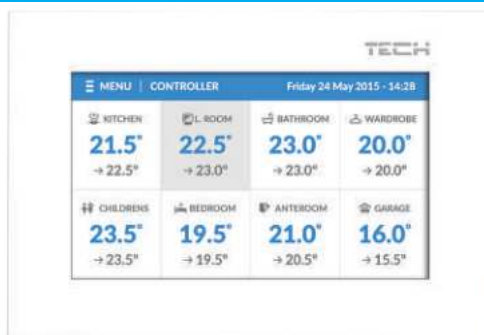 TECH
MENU | CONTROLLER Friday 24 May 2015 - 14:28
KITCHEN L. ROOM BATHROOM WARDROBE
21.5° 22.5° 23.0° 20.0°
→ 22.5° → 23.0° → 23.0° → 20.0°
CHILDRENS BEDROOM ANTEROOM GARAGE
23.5° 19.5° 21.0° 16.0°
→ 23.5° → 19.5° → 20.5° → 15.5°